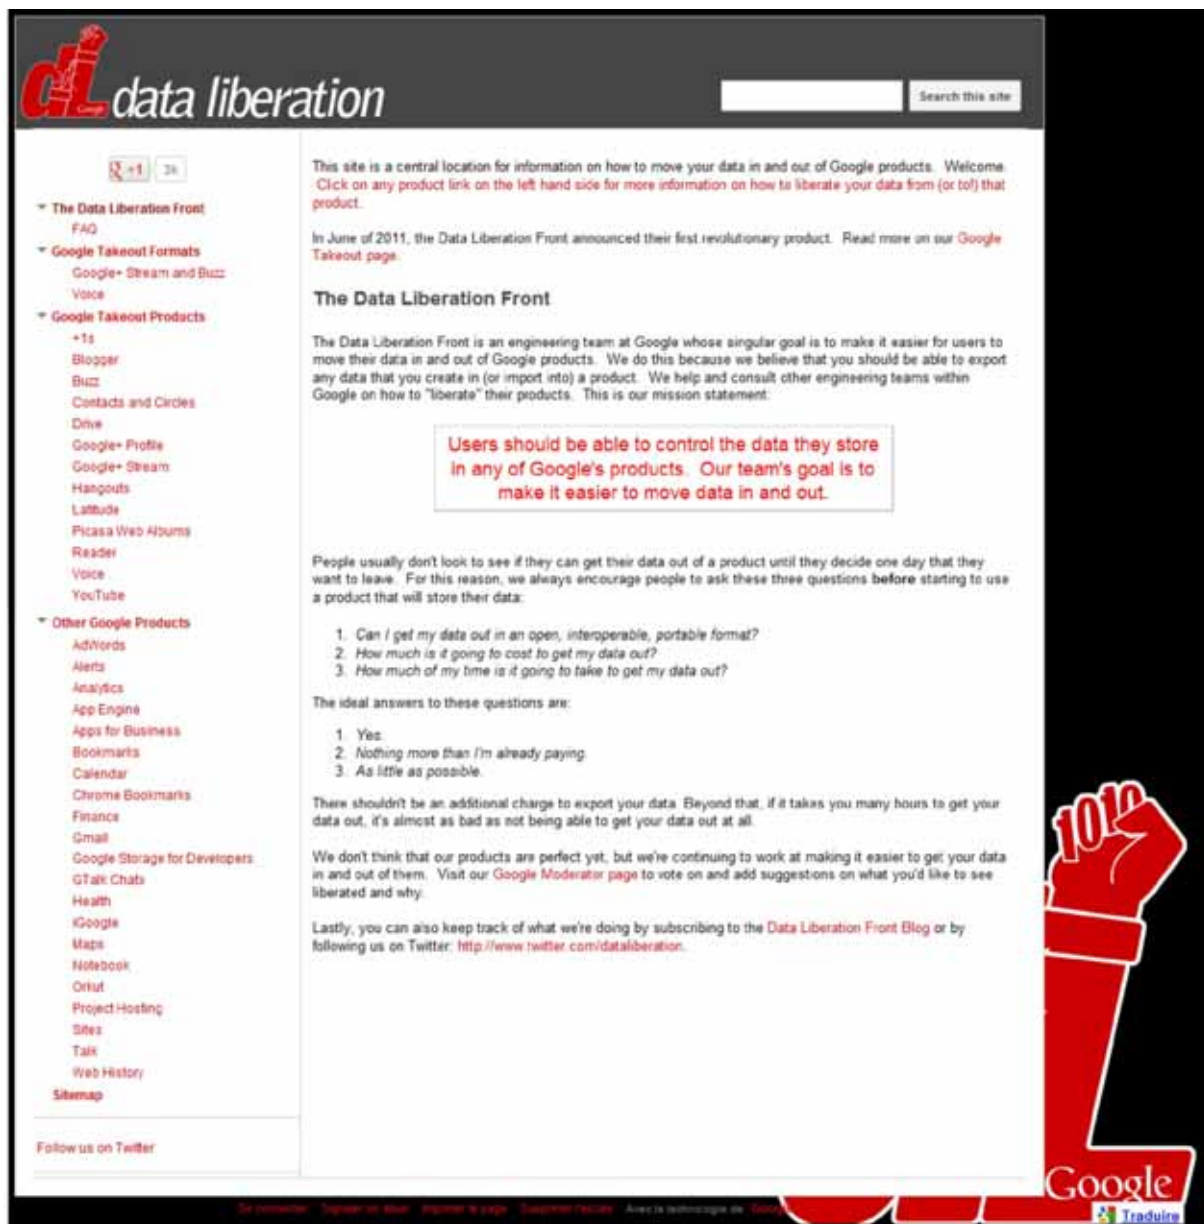 dL data liberation
Search this site
+1 3k
The Data Liberation Front
FAQ
Google Takeout Formats
Google+ Stream and Buzz
Voice
Google Takeout Products
+1s
Blogger
Buzz
Contacts and Circles
Drive
Google+ Profile
Google+ Stream
Hangouts
Latitude
Picasa Web Albums
Reader
Voice
YouTube
Other Google Products
AdWords
Alerts
Analytics
App Engine
Apps for Business
Bookmarks
Calendar
Chrome Bookmarks
Finance
Gmail
Google Storage for Developers
GTalk Chats
Health
iGoogle
Maps
Notebook
Orkut
Project Hosting
Sites
Talk
Web History
Sitemap
Follow us on Twitter
This site is a central location for information on how to move your data in and out of Google products. Welcome.
Click on any product link on the left hand side for more information on how to liberate your data from (or to!) that
product.
In June of 2011, the Data Liberation Front announced their first revolutionary product. Read more on our Google
Takeout page.
The Data Liberation Front
The Data Liberation Front is an engineering team at Google whose singular goal is to make it easier for users to
move their data in and out of Google products. We do this because we believe that you should be able to export
any data that you create in (or import into) a product. We help and consult other engineering teams within
Google on how to "liberate" their products. This is our mission statement:
Users should be able to control the data they store
in any of Google's products. Our team's goal is to
make it easier to move data in and out.
People usually don't look to see if they can get their data out of a product until they decide one day that they
want to leave. For this reason, we always encourage people to ask these three questions before starting to use
a product that will store their data:
1. Can I get my data out in an open, interoperable, portable format?
2. How much is it going to cost to get my data out?
3. How much of my time is it going to take to get my data out?
The ideal answers to these questions are:
1. Yes.
2. Nothing more than I'm already paying.
3. As little as possible.
There shouldn't be an additional charge to export your data. Beyond that, if it takes you many hours to get your
data out, it's almost as bad as not being able to get your data out at all.
We don't think that our products are perfect yet, but we're continuing to work at making it easier to get your data
in and out of them. Visit our Google Moderator page to vote on and add suggestions on what you'd like to see
liberated and why.
Lastly, you can also keep track of what we're doing by subscribing to the Data Liberation Front Blog or by
following us on Twitter: http://www.twitter.com/dataliberation.
1010
Google
Traduire
Se connecter Signaler un abus Imprimer la page Supprimer l'accès Avec la technologie de Google